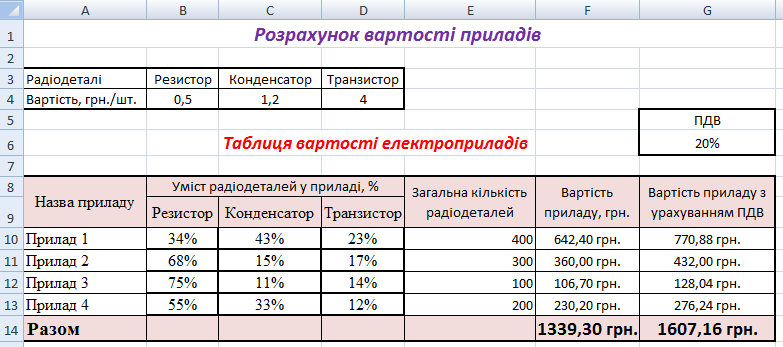 A B C D E F G
1 Розрахунок вартості приладів
2
3 Радіодеталі Резистор Конденсатор Транзистор
4 Вартість, грн./шт. 0,5 1,2 4
5 ПДВ
6 Таблиця вартості електроприладів 20%
7
8 Назва приладу Уміст радіодеталей у приладі, % Загальна кількість радіодеталей Вартість приладу, грн. Вартість приладу з урахуванням ПДВ
9 Резистор Конденсатор Транзистор
10 Прилад 1 34% 43% 23% 400 642,40 грн. 770,88 грн.
11 Прилад 2 68% 15% 17% 300 360,00 грн. 432,00 грн.
12 Прилад 3 75% 11% 14% 100 106,70 грн. 128,04 грн.
13 Прилад 4 55% 33% 12% 200 230,20 грн. 276,24 грн.
14 Разом 1339,30 грн. 1607,16 грн.